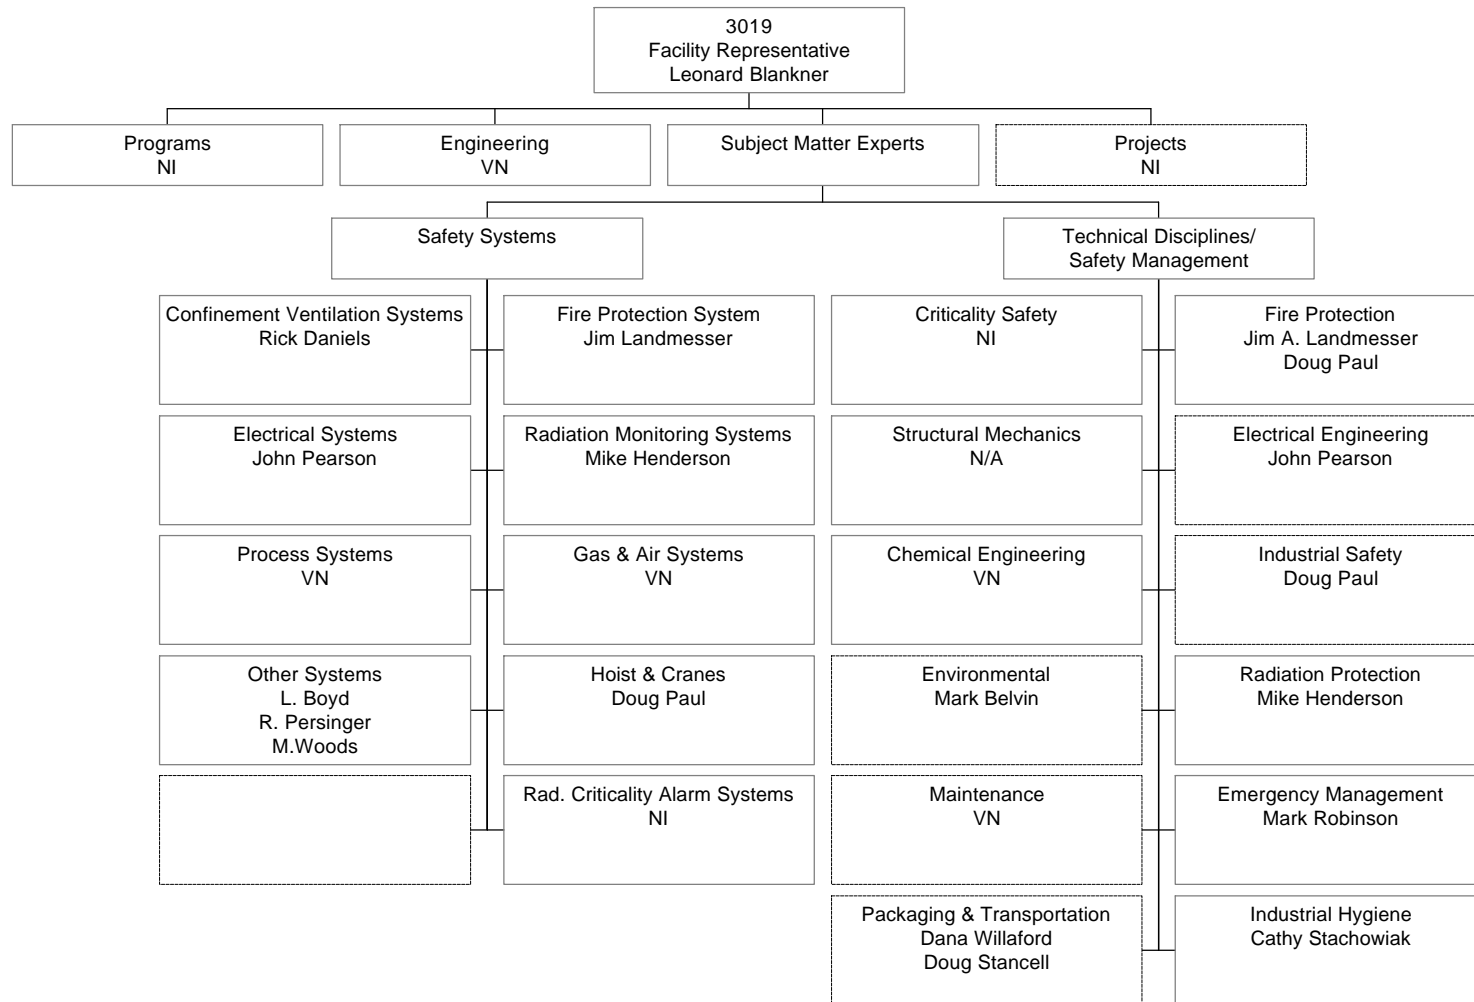 3019
Facility Representative
Leonard Blankner
Programs
NI
Engineering
VN
Subject Matter Experts
Projects
NI
Safety Systems
Technical Disciplines/
Safety Management
Confinement Ventilation Systems
Rick Daniels
Fire Protection System
Jim Landmesser
Criticality Safety
NI
Fire Protection
Jim A. Landmesser
Doug Paul
Electrical Systems
John Pearson
Radiation Monitoring Systems
Mike Henderson
Structural Mechanics
N/A
Electrical Engineering
John Pearson
Process Systems
VN
Gas & Air Systems
VN
Chemical Engineering
VN
Industrial Safety
Doug Paul
Other Systems
L. Boyd
R. Persinger
M.Woods
Hoist & Cranes
Doug Paul
Environmental
Mark Belvin
Radiation Protection
Mike Henderson
Rad. Criticality Alarm Systems
NI
Maintenance
VN
Emergency Management
Mark Robinson
Packaging & Transportation
Dana Willaford
Doug Stancell
Industrial Hygiene
Cathy Stachowiak